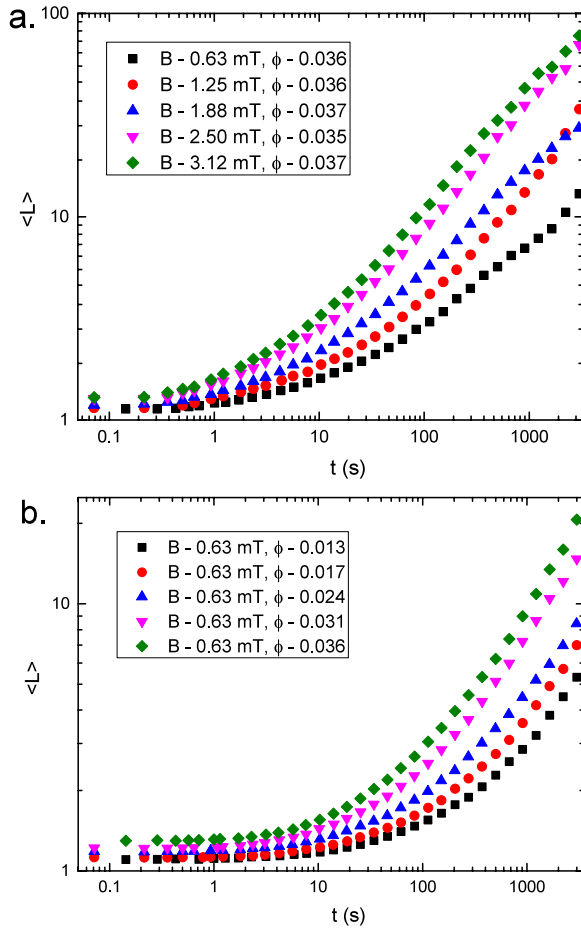 a.
100
B - 0.63 mT, ϕ - 0.036
B - 1.25 mT, ϕ - 0.036
B - 1.88 mT, ϕ - 0.037
B - 2.50 mT, ϕ - 0.035
B - 3.12 mT, ϕ - 0.037
<L>
10
1
0.1 1 10 100 1000
t (s)
b.
B - 0.63 mT, ϕ - 0.013
B - 0.63 mT, ϕ - 0.017
B - 0.63 mT, ϕ - 0.024
B - 0.63 mT, ϕ - 0.031
B - 0.63 mT, ϕ - 0.036
10
<L>
1
0.1 1 10 100 1000
t (s)